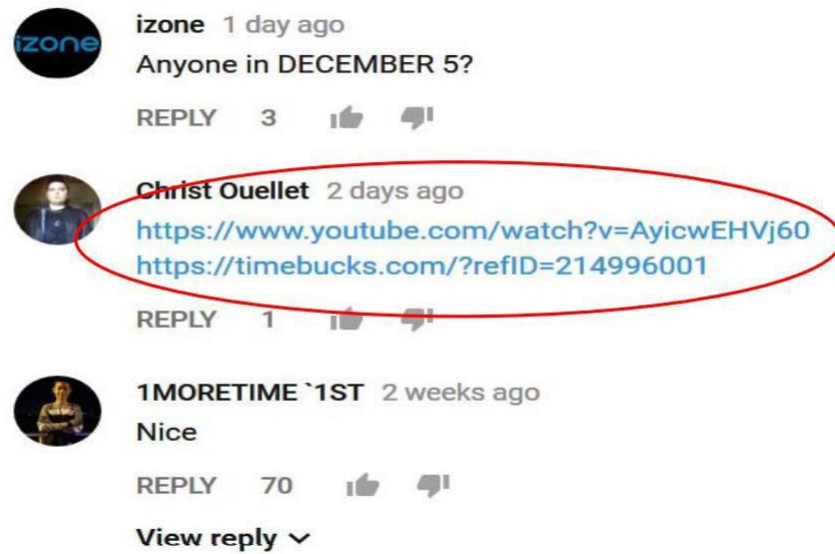 izone
izone 1 day ago
Anyone in DECEMBER 5?
REPLY 3
Christ Ouellet 2 days ago
https://www.youtube.com/watch?v=AyicwEHVj60
https://timebucks.com/?refID=214996001
REPLY 1
1MORETIME `1ST 2 weeks ago
Nice
REPLY 70
View reply